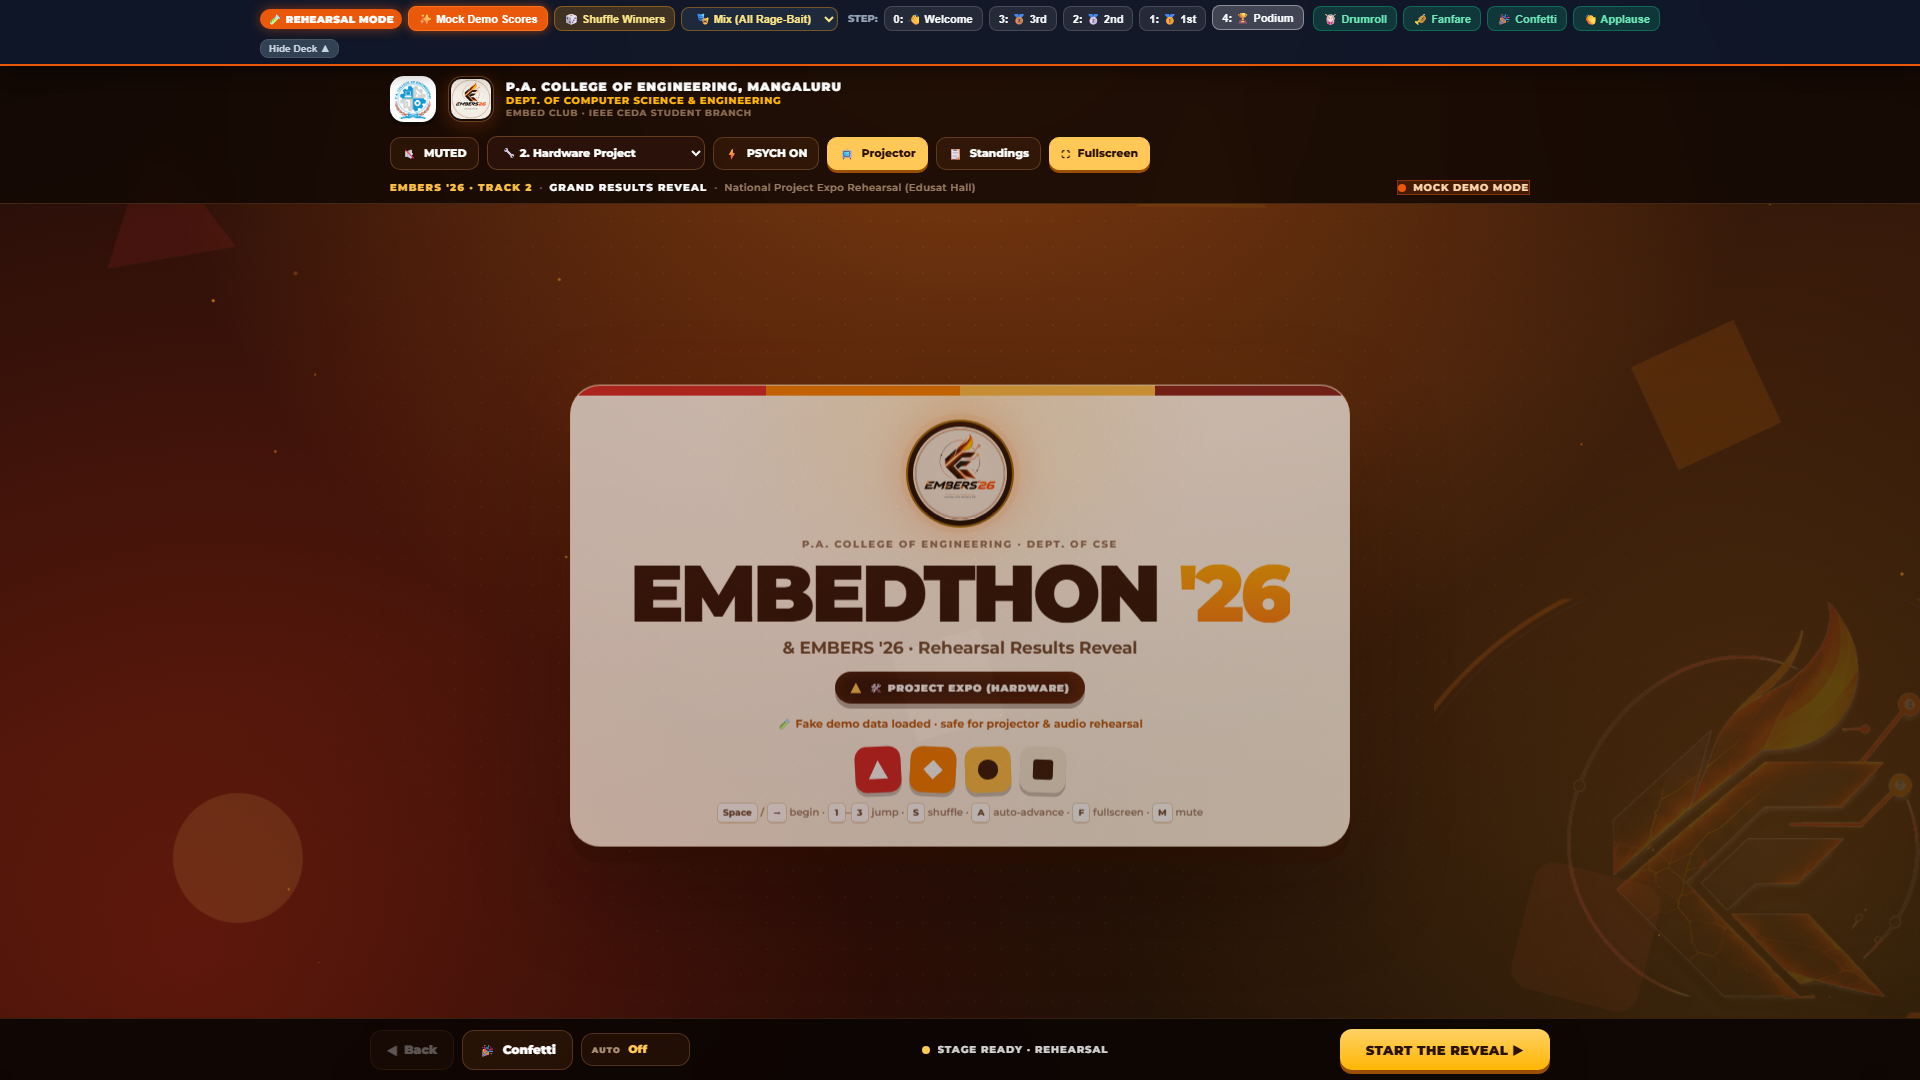 REHEARSAL MODE Mock Demo Scores Shuffle Winners Mix (All Rage-Bait) STEP: 0: Welcome 3: 3rd 2: 2nd 1: 1st 4: Podium Drumroll Fanfare Confetti Applause
Hide Deck ▲
P.A. COLLEGE OF ENGINEERING, MANGALURU
DEPT. OF COMPUTER SCIENCE & ENGINEERING
EMBED CLUB · IEEE CEDA STUDENT BRANCH
EMBERS'26
MUTED 2. Hardware Project PSYCH ON Projector Standings Fullscreen
EMBERS '26 • TRACK 2 · GRAND RESULTS REVEAL · National Project Expo Rehearsal (Edusat Hall) MOCK DEMO MODE
EMBERS'26
P.A. COLLEGE OF ENGINEERING · DEPT. OF CSE
EMBEDTHON '26
& EMBERS '26 · Rehearsal Results Reveal
PROJECT EXPO (HARDWARE)
Fake demo data loaded · safe for projector & audio rehearsal
Space / → begin · 1–3 jump · S shuffle · A auto-advance · F fullscreen · M mute
◀ Back Confetti AUTO Off STAGE READY · REHEARSAL START THE REVEAL ▶